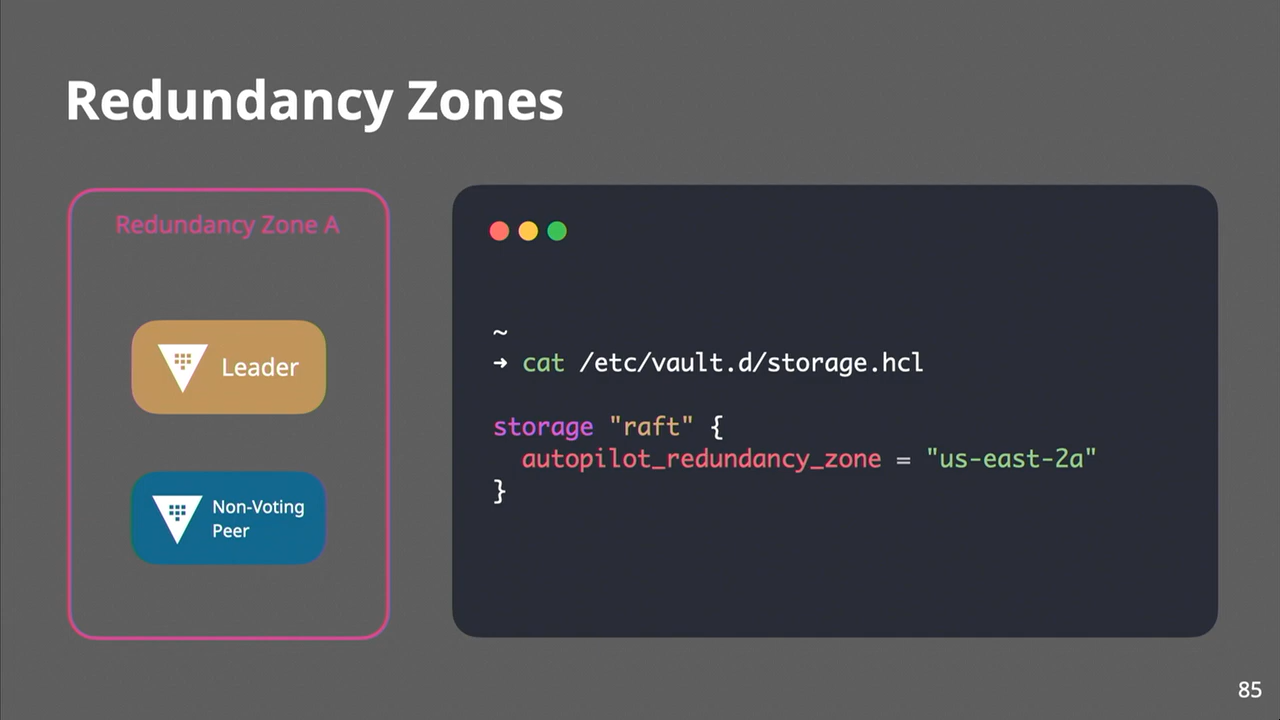 Redundancy Zones
Redundancy Zone A
Leader
Non-Voting
Peer
~
➜ cat /etc/vault.d/storage.hcl
storage "raft" {
  autopilot_redundancy_zone = "us-east-2a"
}
85